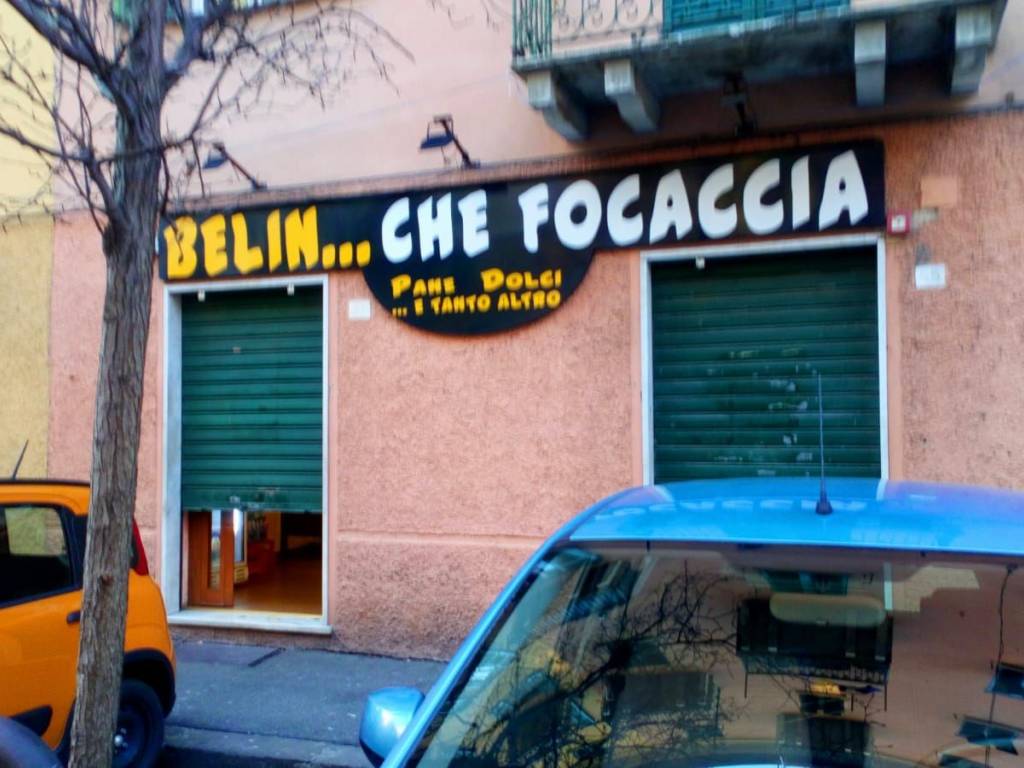 BELIN... CHE FOCACCIA
PANE DOLCI
... E TANTO ALTRO